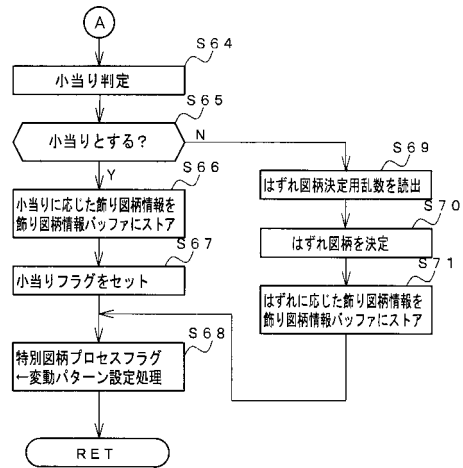 A
S64
小当り判定
S65
小当りとする?
N
Y
S66
小当りに応じた飾り図柄情報を
飾り図柄情報バッファにストア
S67
小当りフラグをセット
S69
はずれ図柄決定用乱数を読出
S70
はずれ図柄を決定
S71
はずれに応じた飾り図柄情報を
飾り図柄情報バッファにストア
S68
特別図柄プロセスフラグ
←変動パターン設定処理
RET